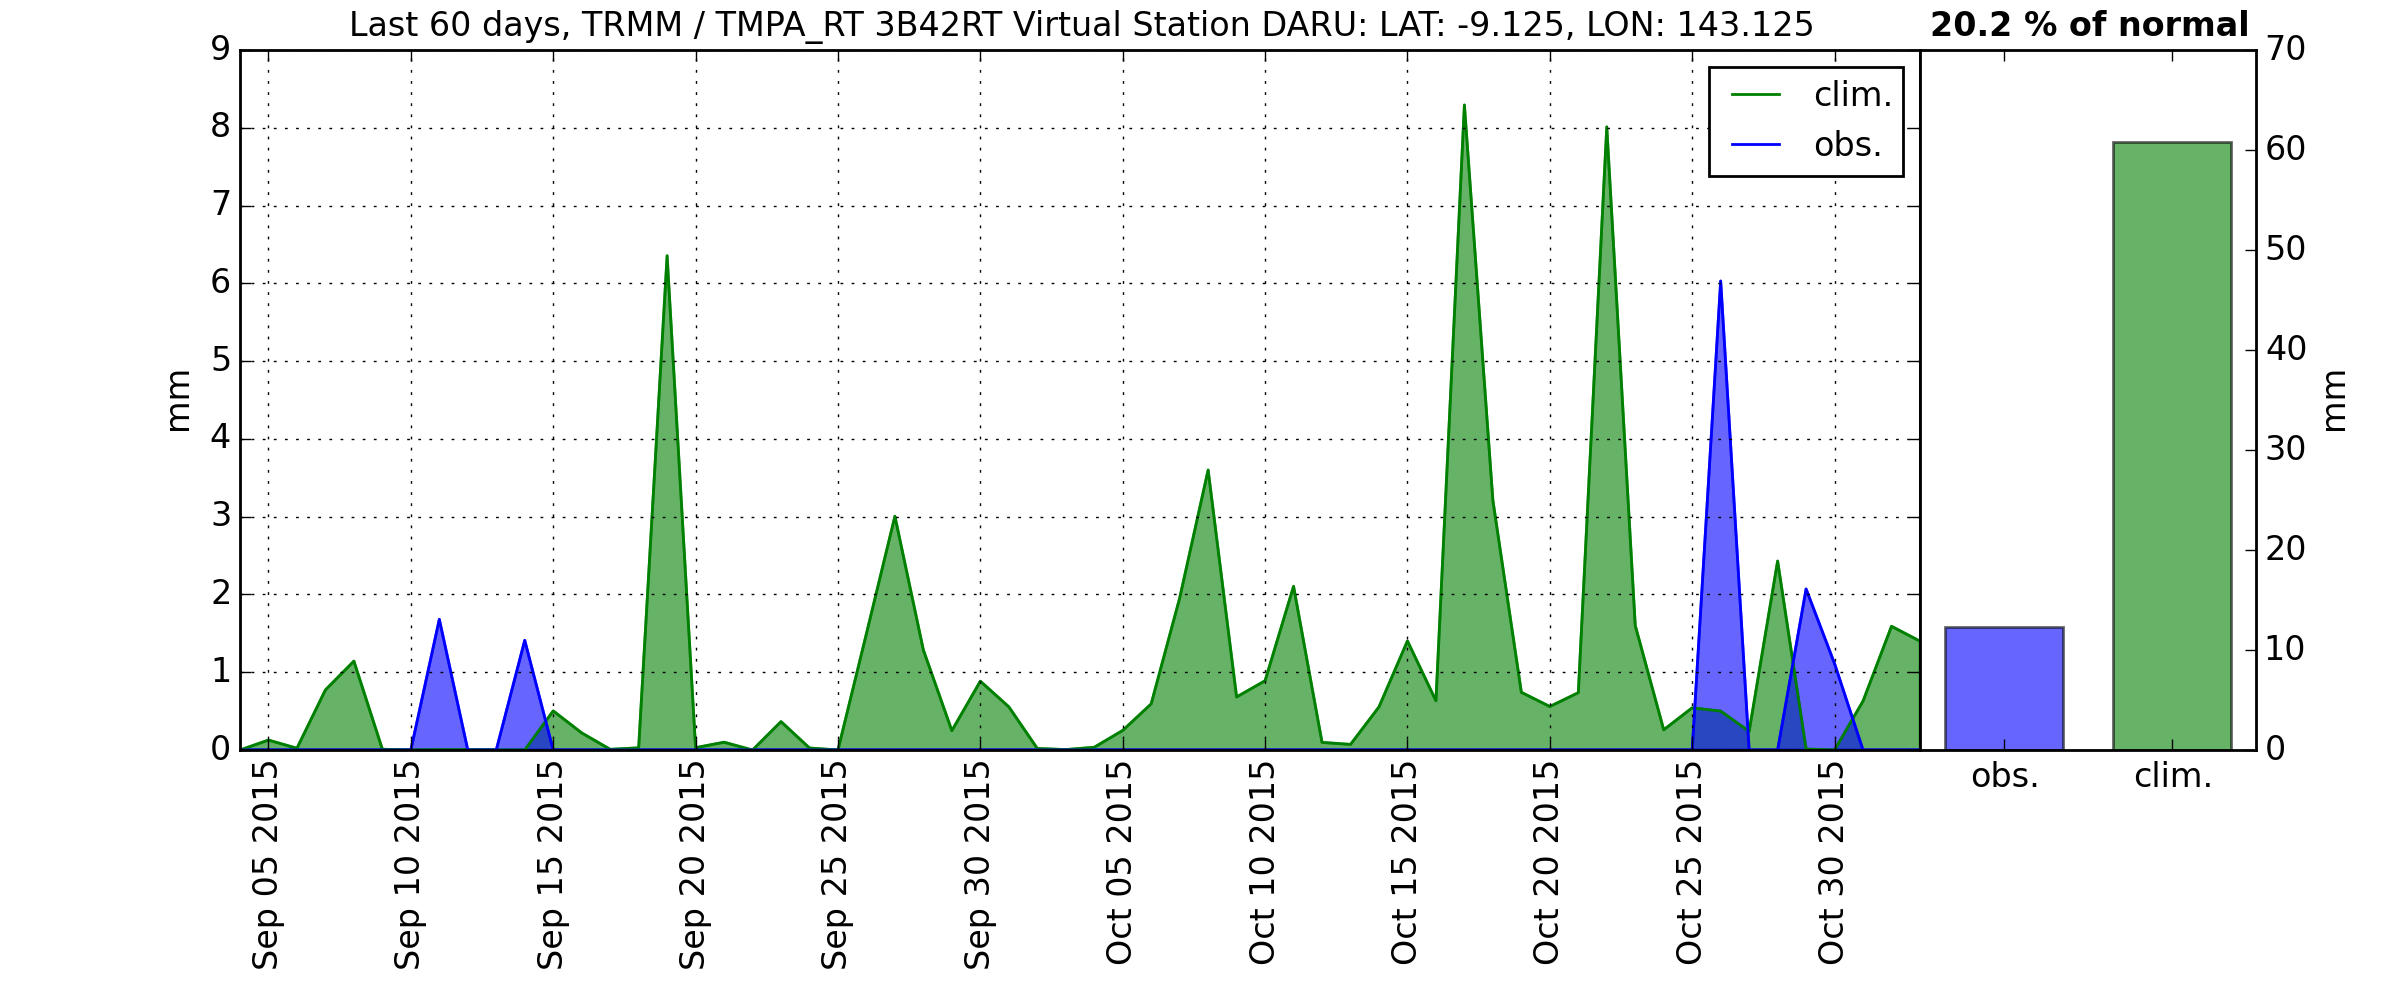 Last 60 days, TRMM / TMPA_RT 3B42RT Virtual Station DARU: LAT: -9.125, LON: 143.125
20.2 % of normal
9
8
7
6
5
4
3
2
1
0
mm
clim.
obs.
Sep 05 2015
Sep 10 2015
Sep 15 2015
Sep 20 2015
Sep 25 2015
Sep 30 2015
Oct 05 2015
Oct 10 2015
Oct 15 2015
Oct 20 2015
Oct 25 2015
Oct 30 2015
70
60
50
40
30
20
10
0
mm
obs.
clim.